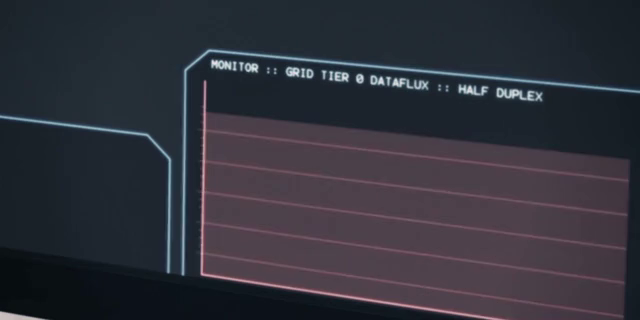 MONITOR :: GRID TIER 0 DATAFLUX :: HALF DUPLEX